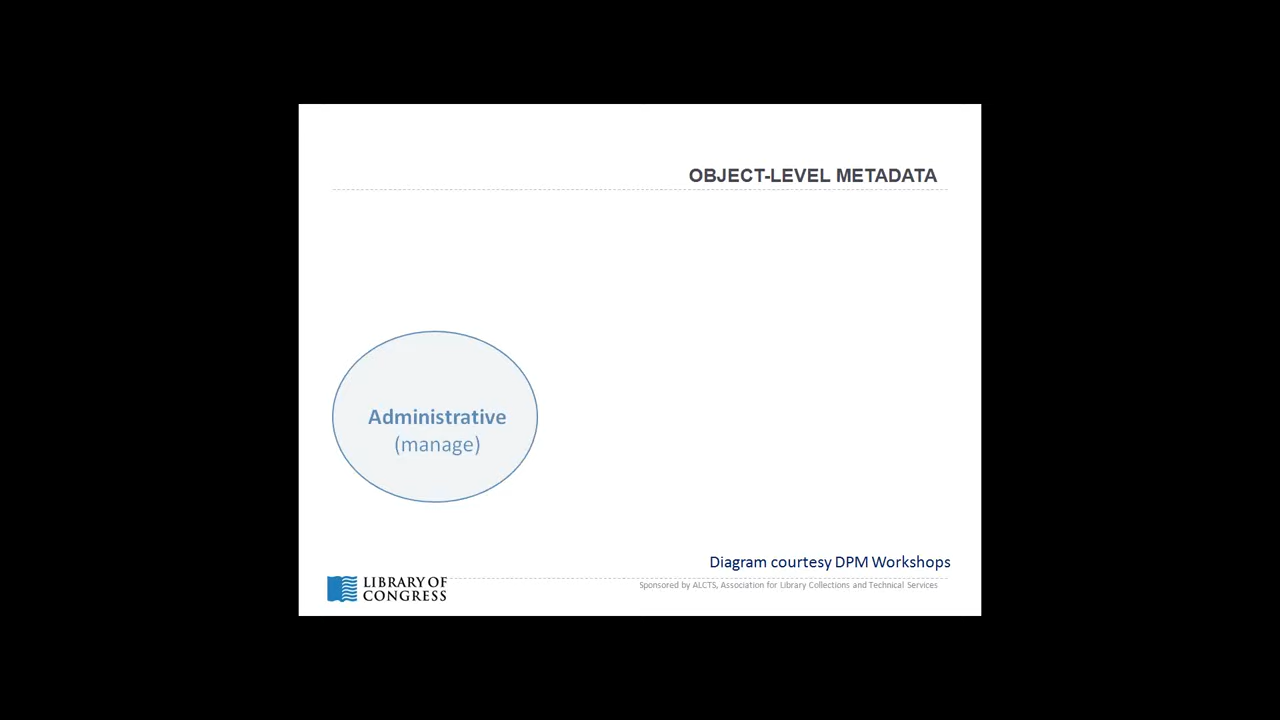 OBJECT-LEVEL METADATA
Administrative
(manage)
Diagram courtesy DPM Workshops
LIBRARY OF
CONGRESS
Sponsored by ALCTS, Association for Library Collections and Technical Services